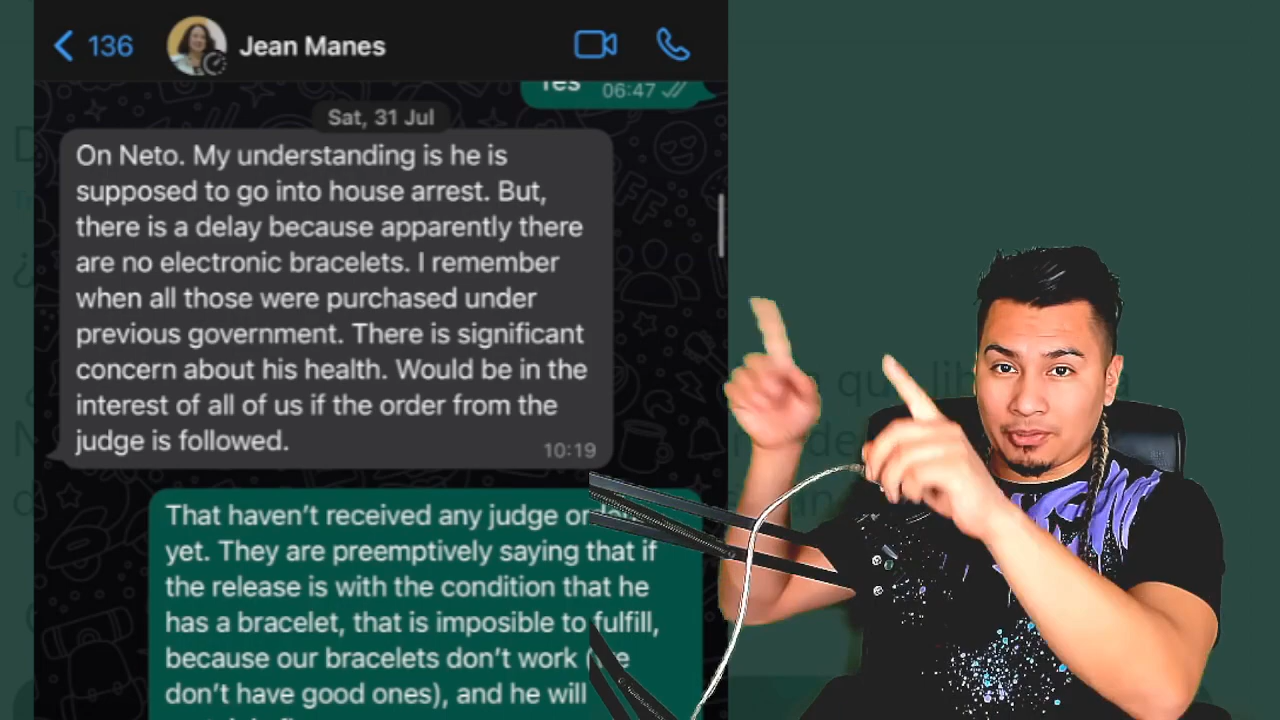 136
Jean Manes
Yes
06:47
Sat, 31 Jul
On Neto. My understanding is he is
supposed to go into house arrest. But,
there is a delay because apparently there
are no electronic bracelets. I remember
when all those were purchased under
previous government. There is significant
concern about his health. Would be in the
interest of all of us if the order from the
judge is followed.
10:19
That haven't received any judge
yet. They are preemptively saying that if
the release is with the condition that he
has a bracelet, that is imposible to fulfill,
because our bracelets don't work
don't have good ones), and he will